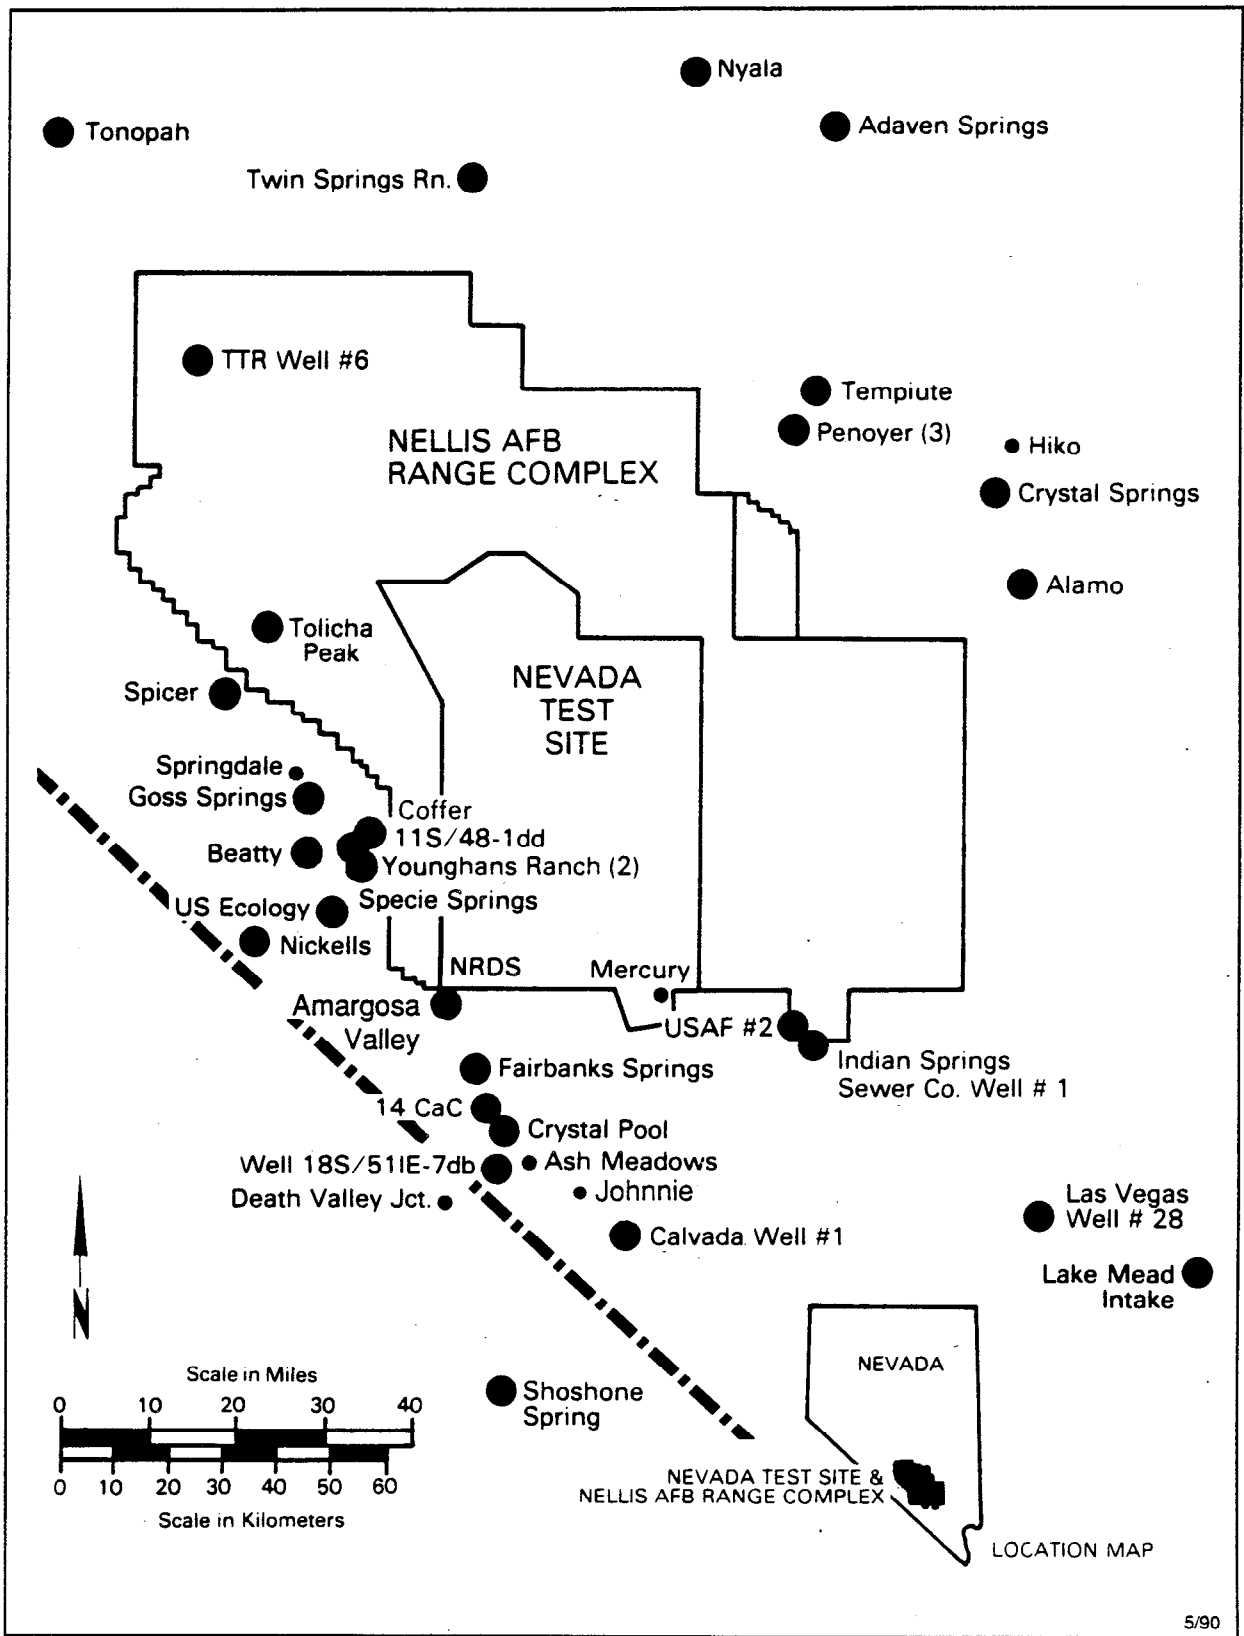 Nyala
Tonopah
Adaven Springs
Twin Springs Rn.
TTR Well #6
Tempiute
NELLIS AFB
RANGE COMPLEX
Penoyer (3)
Hiko
Crystal Springs
Alamo
Tolicha
Peak
NEVADA
TEST
SITE
Spicer
Springdale
Goss Springs
Coffer
11S/48-1dd
Beatty
Younghans Ranch (2)
Specie Springs
US Ecology
Nickells
NRDS
Mercury
Amargosa
Valley
USAF #2
Indian Springs
Sewer Co. Well # 1
Fairbanks Springs
14 CaC
Crystal Pool
Well 18S/51IE-7db
Ash Meadows
Death Valley Jct.
Johnnie
Las Vegas
Well # 28
Calvada Well #1
Lake Mead
Intake
N
NEVADA
Scale in Miles
0 10 20 30 40
0 10 20 30 40 50 60
Scale in Kilometers
Shoshone
Spring
NEVADA TEST SITE &
NELLIS AFB RANGE COMPLEX
LOCATION MAP
5/90